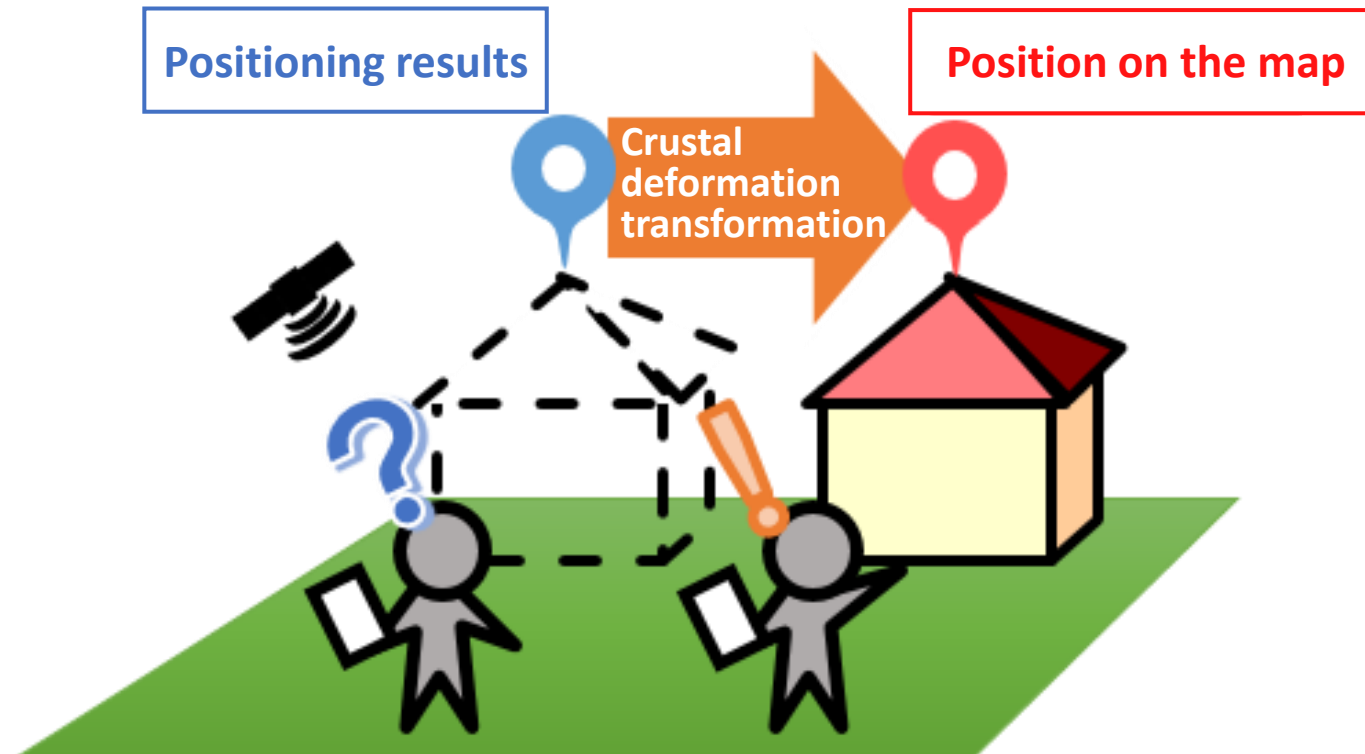 Positioning results
Position on the map
Crustal
deformation
transformation
?
!